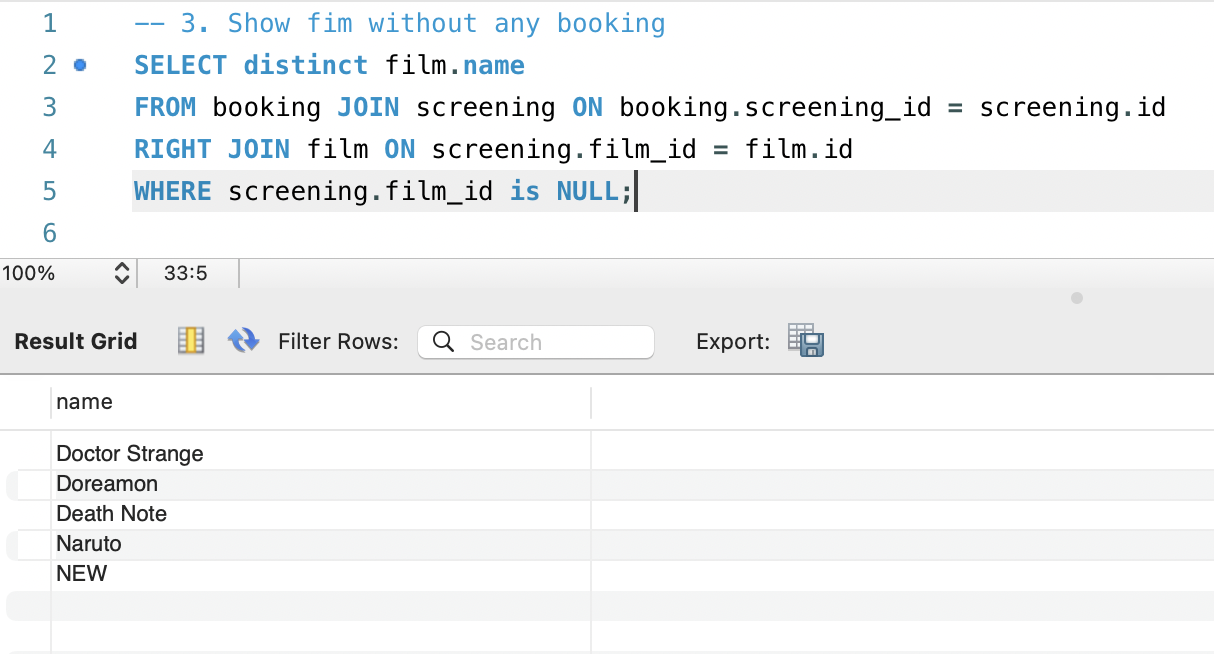 1 -- 3. Show fim without any booking
2 SELECT distinct film.name
3 FROM booking JOIN screening ON booking.screening_id = screening.id
4 RIGHT JOIN film ON screening.film_id = film.id
5 WHERE screening.film_id is NULL;
6
100% 33:5
Result Grid Filter Rows: Search Export:
name
Doctor Strange
Doreamon
Death Note
Naruto
NEW